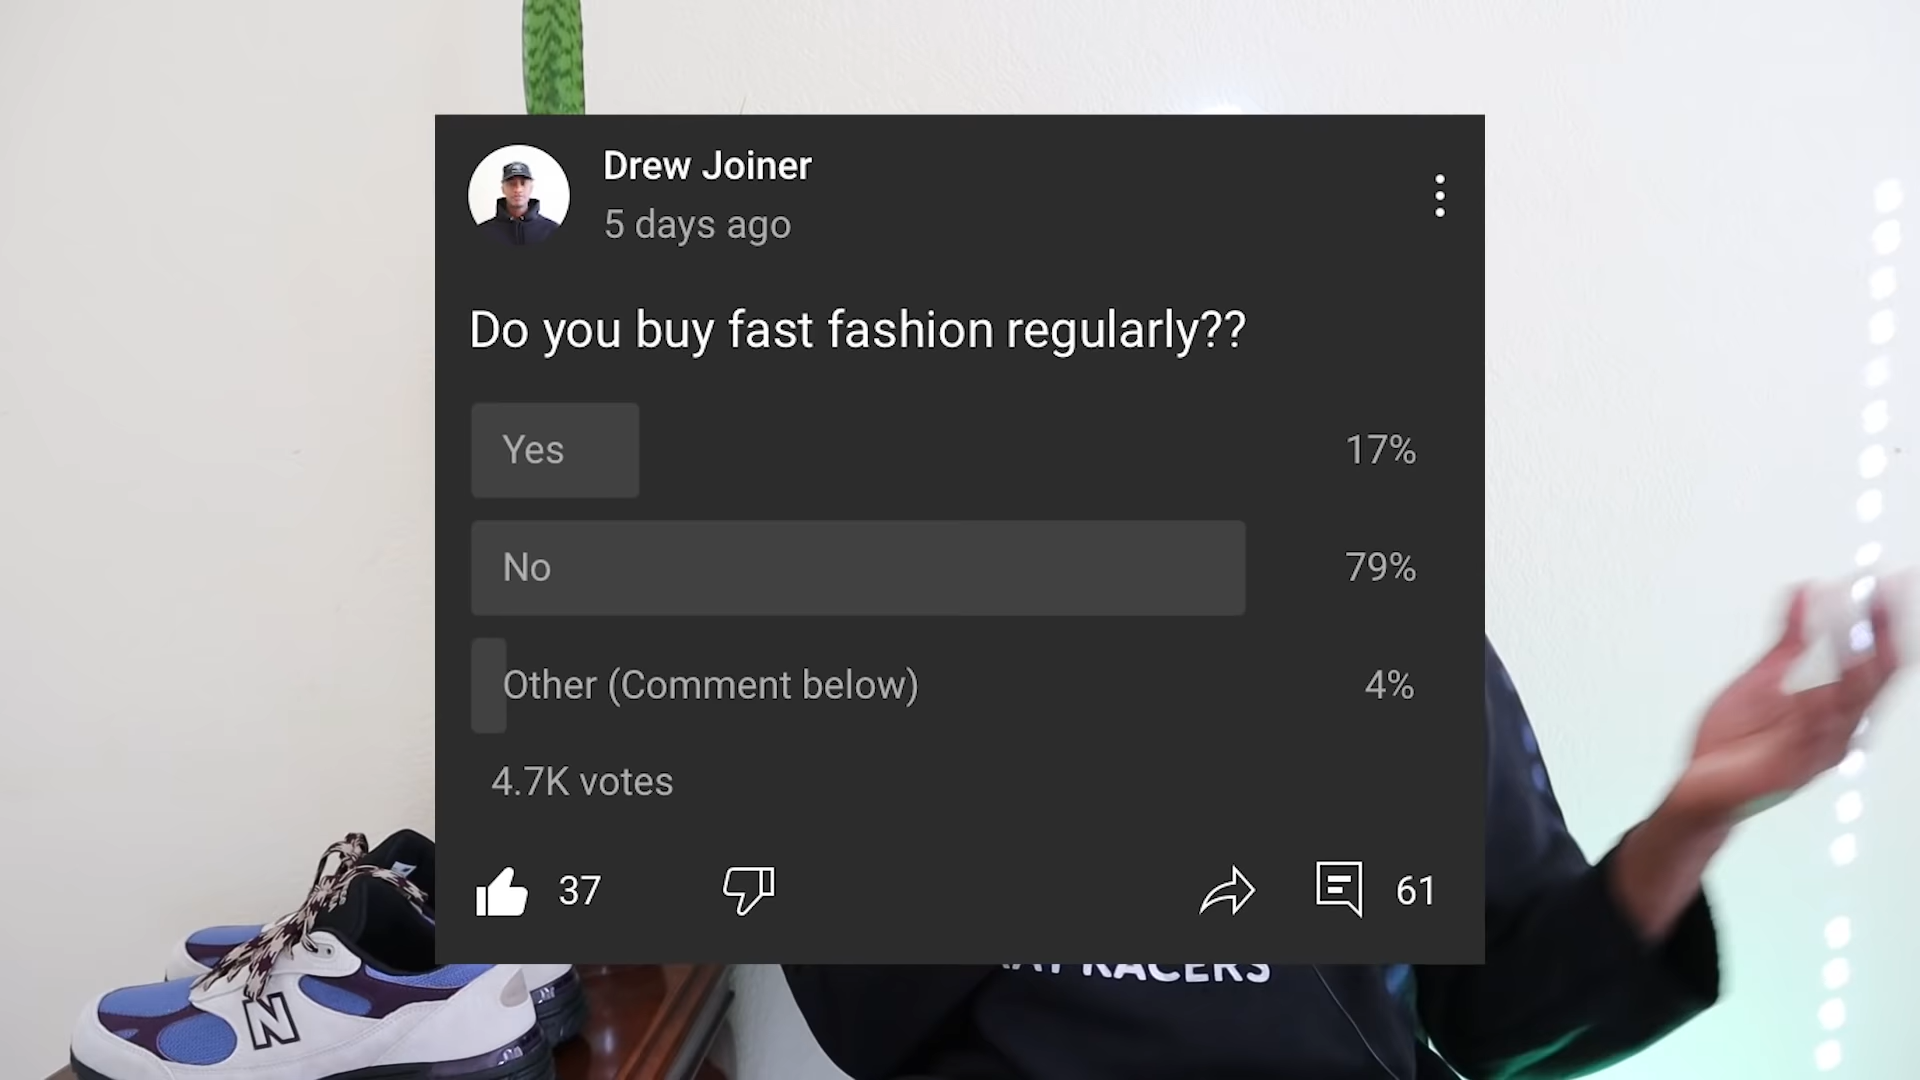 Drew Joiner
5 days ago
Do you buy fast fashion regularly??
Yes
17%
No
79%
Other (Comment below)
4%
4.7K votes
37
61
RACERS
N